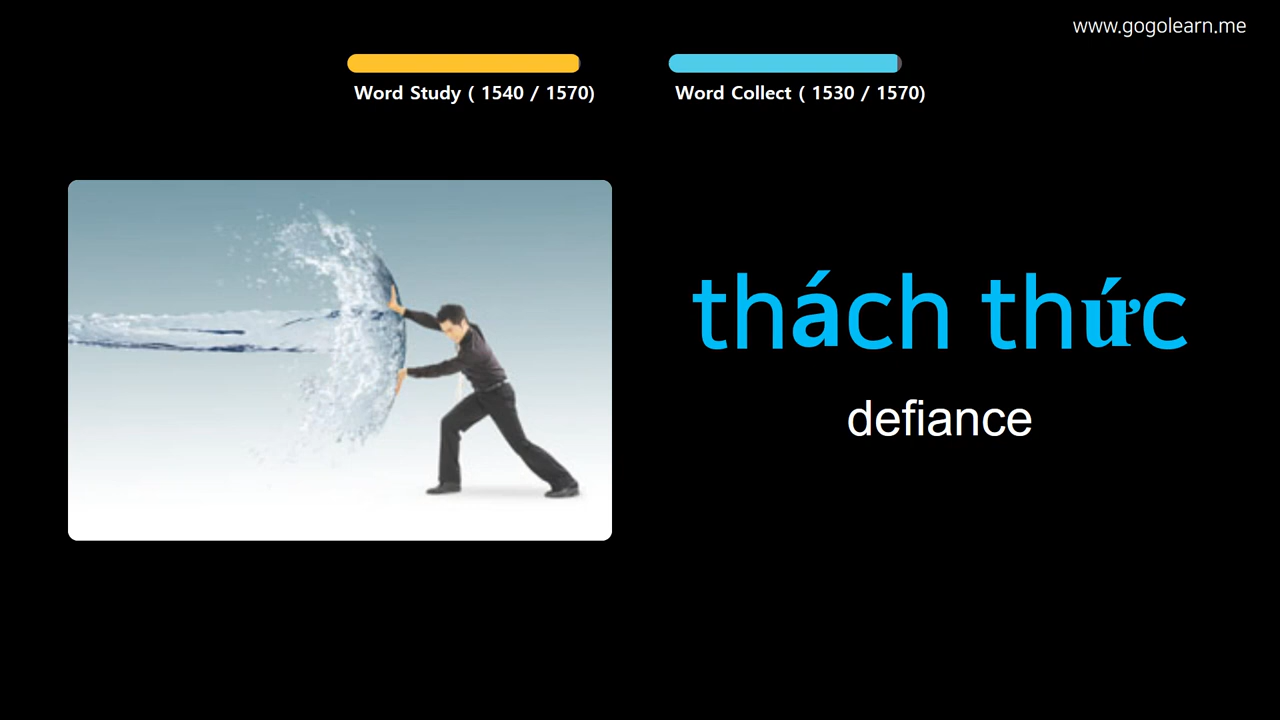 www.gogolearn.me
Word Study ( 1540 / 1570)
Word Collect ( 1530 / 1570)
thách thức
defiance